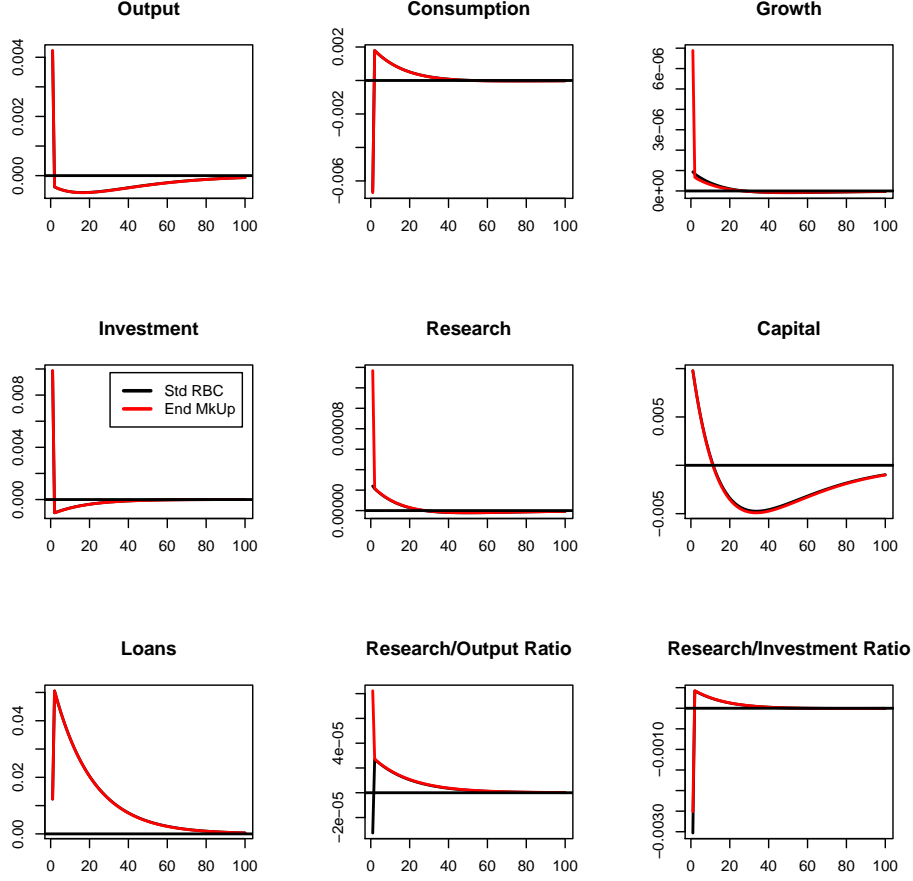 Output
0.004
0.002
0.000
0 20 40 60 80 100
Consumption
0.002
−0.002
−0.006
0 20 40 60 80 100
Growth
6e−06
3e−06
0e+00
0 20 40 60 80 100
Investment
0.008
0.004
0.000
Std RBC
End MkUp
0 20 40 60 80 100
Research
0.00008
0.00000
0 20 40 60 80 100
Capital
0.005
−0.005
0 20 40 60 80 100
Loans
0.04
0.02
0.00
0 20 40 60 80 100
Research/Output Ratio
4e−05
−2e−05
0 20 40 60 80 100
Research/Investment Ratio
−0.0010
−0.0030
0 20 40 60 80 100